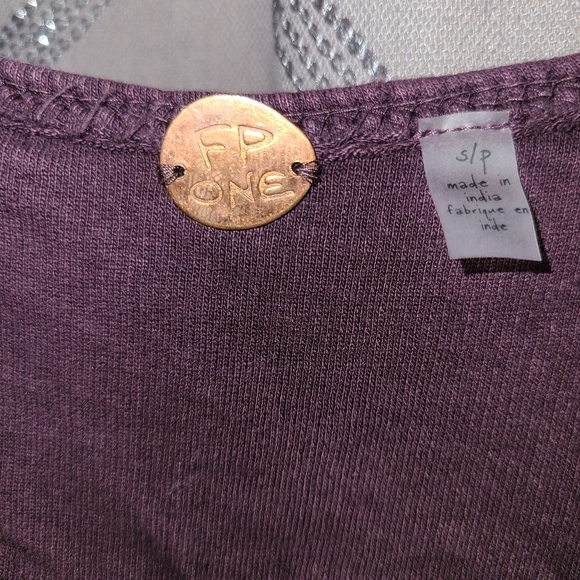 FP
ONE
s/p
made in
india
fabrique en
inde